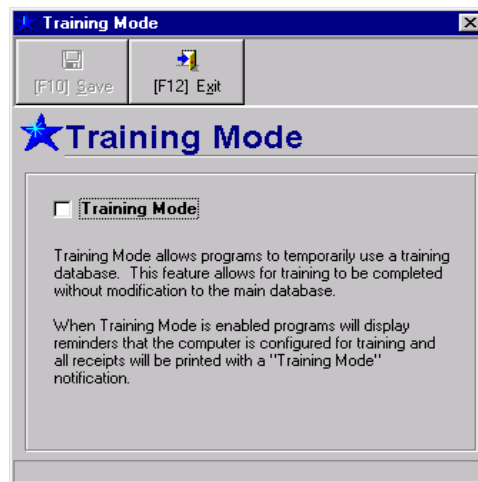 Training Mode
[F10] Save
[F12] Exit
Training Mode
Training Mode
Training Mode allows programs to temporarily use a training
database. This feature allows for training to be completed
without modification to the main database.
When Training Mode is enabled programs will display
reminders that the computer is configured for training and
all receipts will be printed with a "Training Mode"
notification.